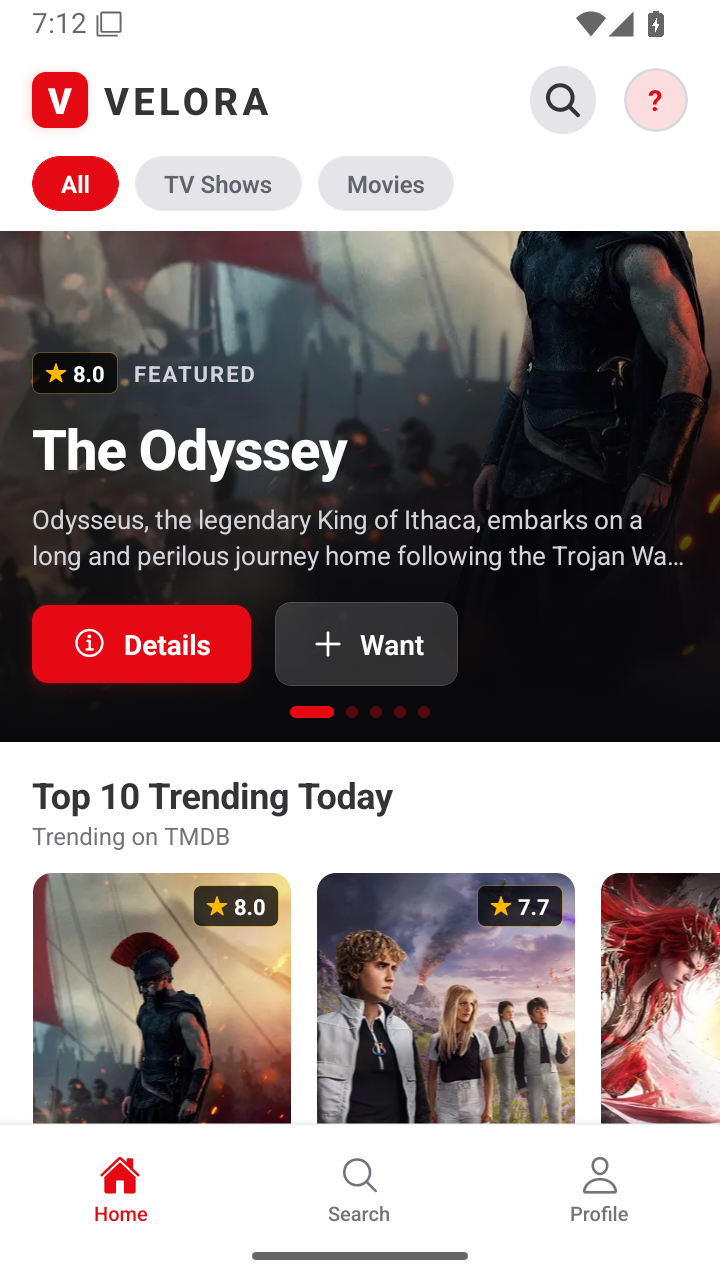 7:12
V VELORA
?
All TV Shows Movies
8.0 FEATURED
The Odyssey
Odysseus, the legendary King of Ithaca, embarks on a
long and perilous journey home following the Trojan Wa...
Details
Want
Top 10 Trending Today
Trending on TMDB
8.0
7.7
Home Search Profile